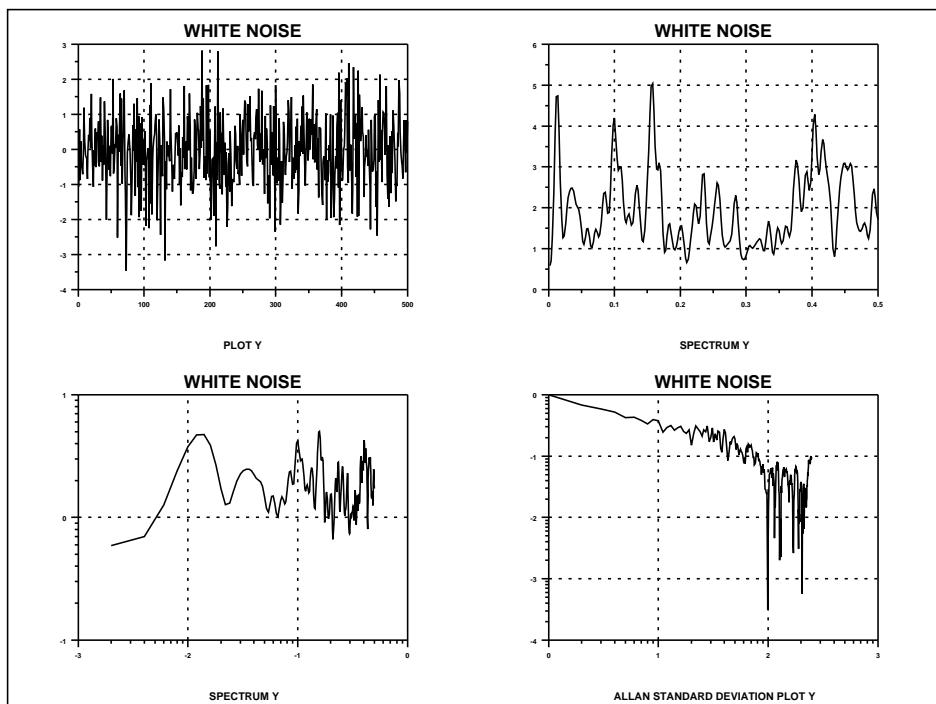 WHITE NOISE
3
2
1
0
-1
-2
-3
-4
0 100 200 300 400 500
PLOT Y
WHITE NOISE
6
5
4
3
2
1
0
0 0.1 0.2 0.3 0.4 0.5
SPECTRUM Y
WHITE NOISE
1
0
-1
-3 -2 -1 0
SPECTRUM Y
WHITE NOISE
0
-1
-2
-3
-4
0 1 2 3
ALLAN STANDARD DEVIATION PLOT Y